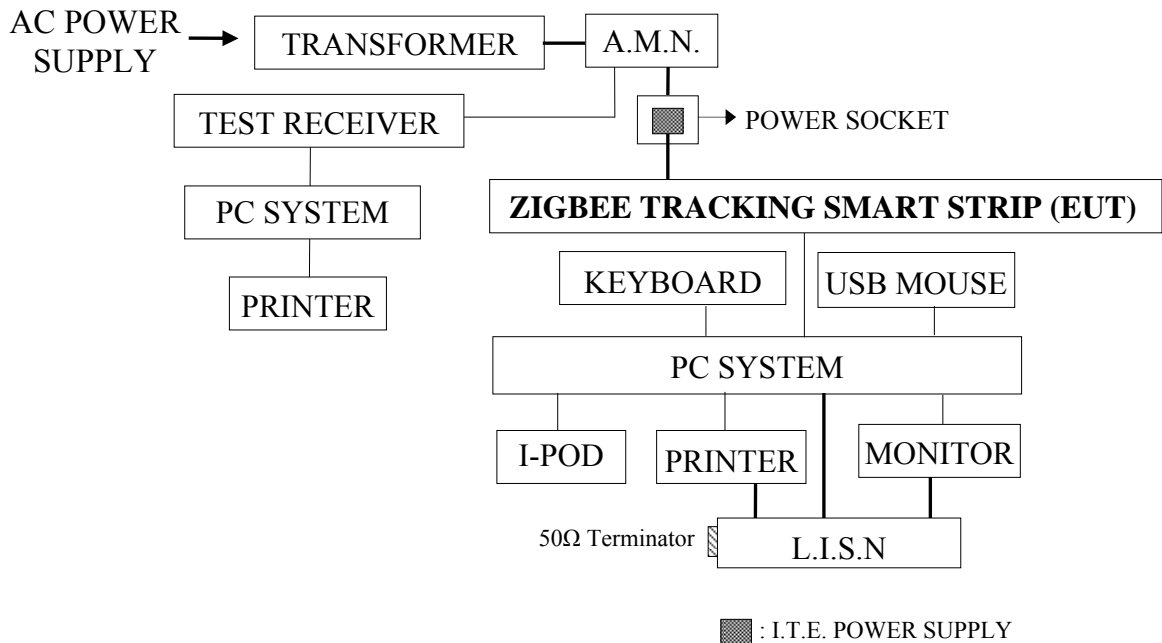 AC POWER
SUPPLY
TRANSFORMER
A.M.N.
TEST RECEIVER
POWER SOCKET
PC SYSTEM
ZIGBEE TRACKING SMART STRIP (EUT)
PRINTER
KEYBOARD
USB MOUSE
PC SYSTEM
I-POD
PRINTER
MONITOR
50Ω Terminator
L.I.S.N
: I.T.E. POWER SUPPLY